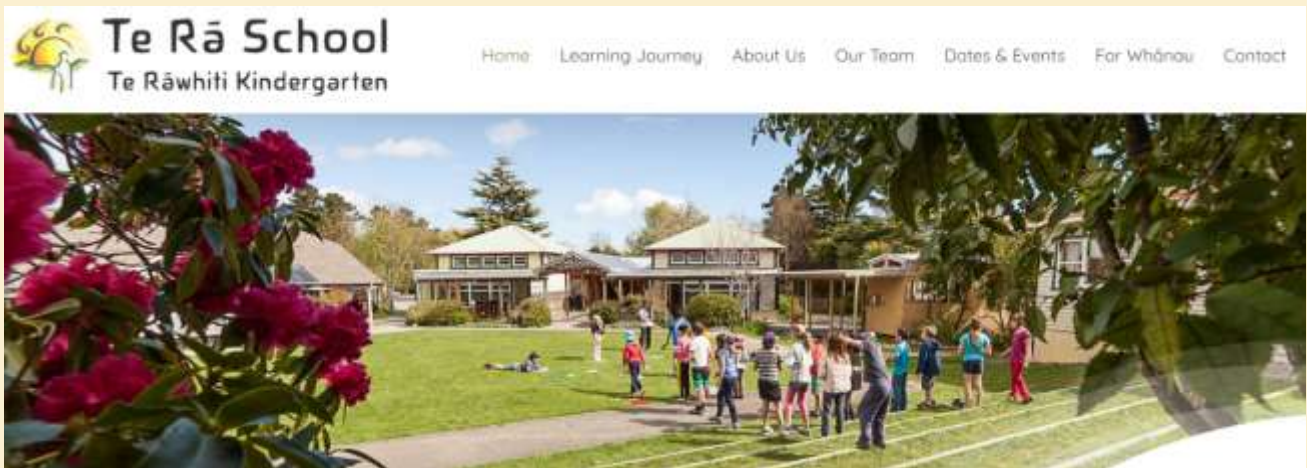 Te Rā School
Te Rāwhiti Kindergarten
Home Learning Journey About Us Our Team Dates & Events For Whānau Contact